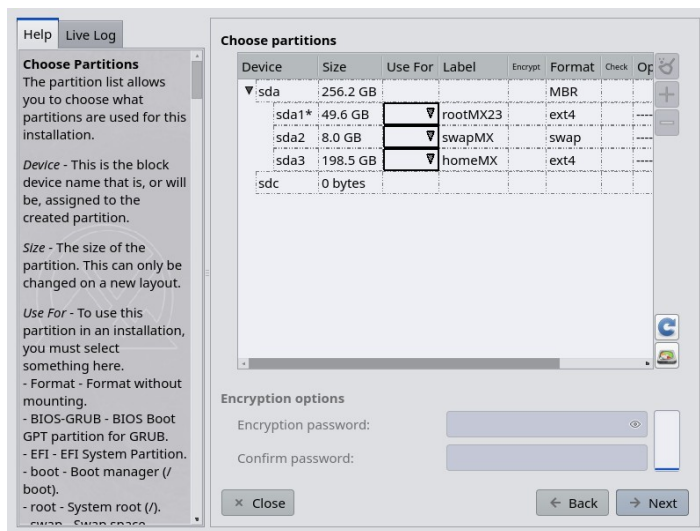 Help Live Log
Choose Partitions
The partition list allows
you to choose what
partitions are used for this
installation.
Device - This is the block
device name that is, or will
be, assigned to the
created partition.
Size - The size of the
partition. This can only be
changed on a new layout.
Use For - To use this
partition in an installation,
you must select
something here.
- Format - Format without
mounting.
- BIOS-GRUB - BIOS Boot
GPT partition for GRUB.
- EFI - EFI System Partition.
- boot - Boot manager (/
boot).
- root - System root (/).
- swap - Swap space.
Choose partitions
Device Size Use For Label Encrypt Format Check Op
sda 256.2 GB MBR
sda1* 49.6 GB rootMX23 ext4 ----
sda2 8.0 GB swapMX swap ----
sda3 198.5 GB homeMX ext4 ----
sdc 0 bytes
Encryption options
Encryption password:
Confirm password:
× Close
← Back
→ Next